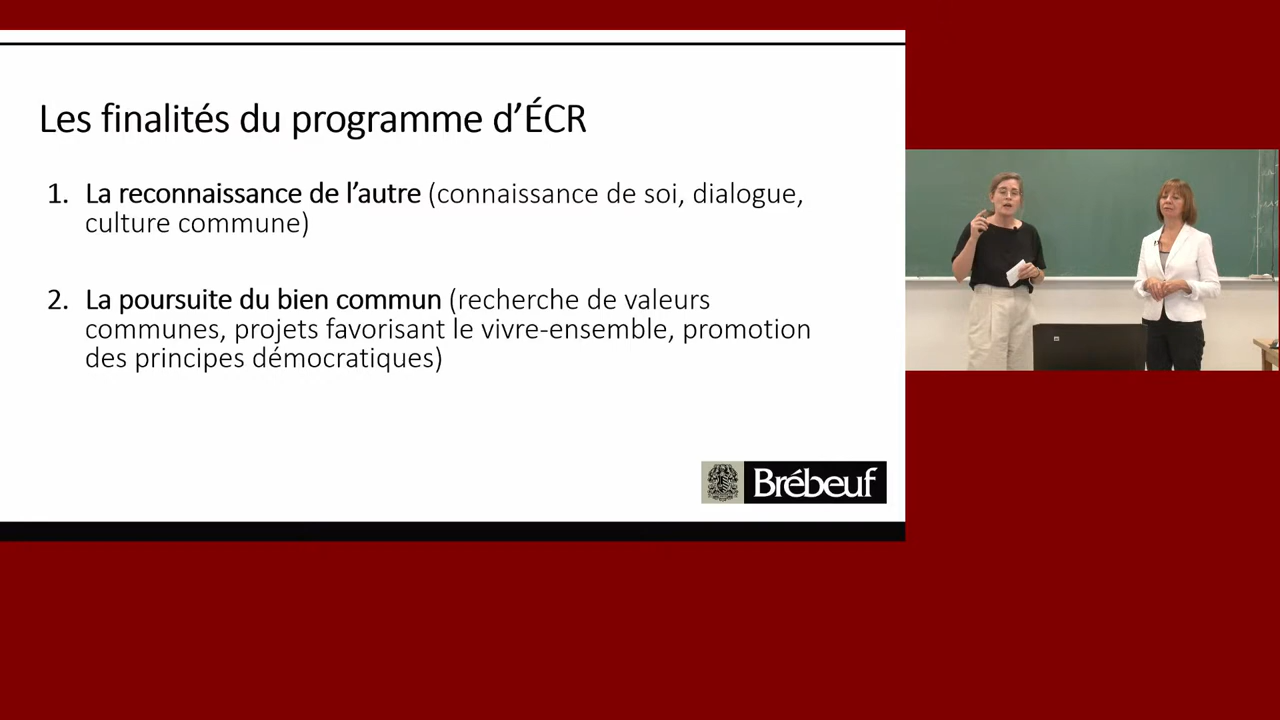 Les finalités du programme d'ÉCR
1. La reconnaissance de l'autre (connaissance de soi, dialogue,
culture commune)
2. La poursuite du bien commun (recherche de valeurs
communes, projets favorisant le vivre-ensemble, promotion
des principes démocratiques)
Brébeuf